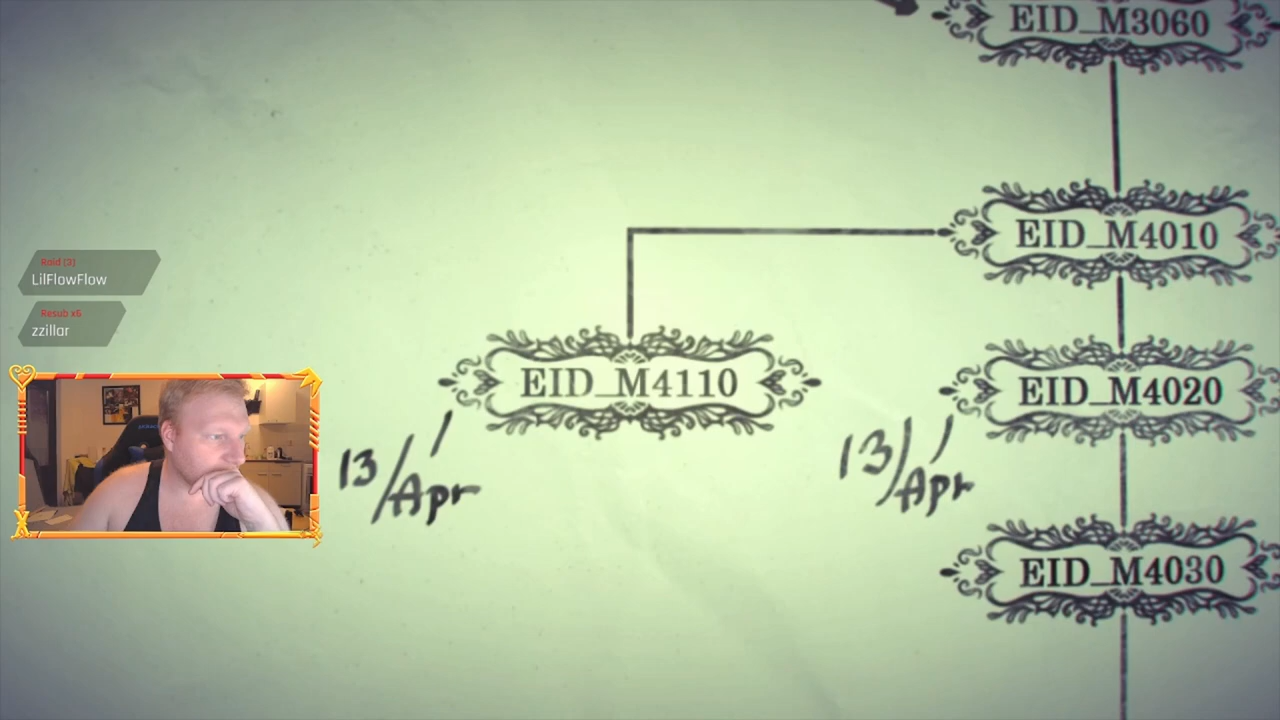 EID_M3060
EID_M4010
Raid (3)
LilFlowFlow
Resub x6
zzillar
EID_M4110
EID_M4020
13/Apr
13/Apr
EID_M4030